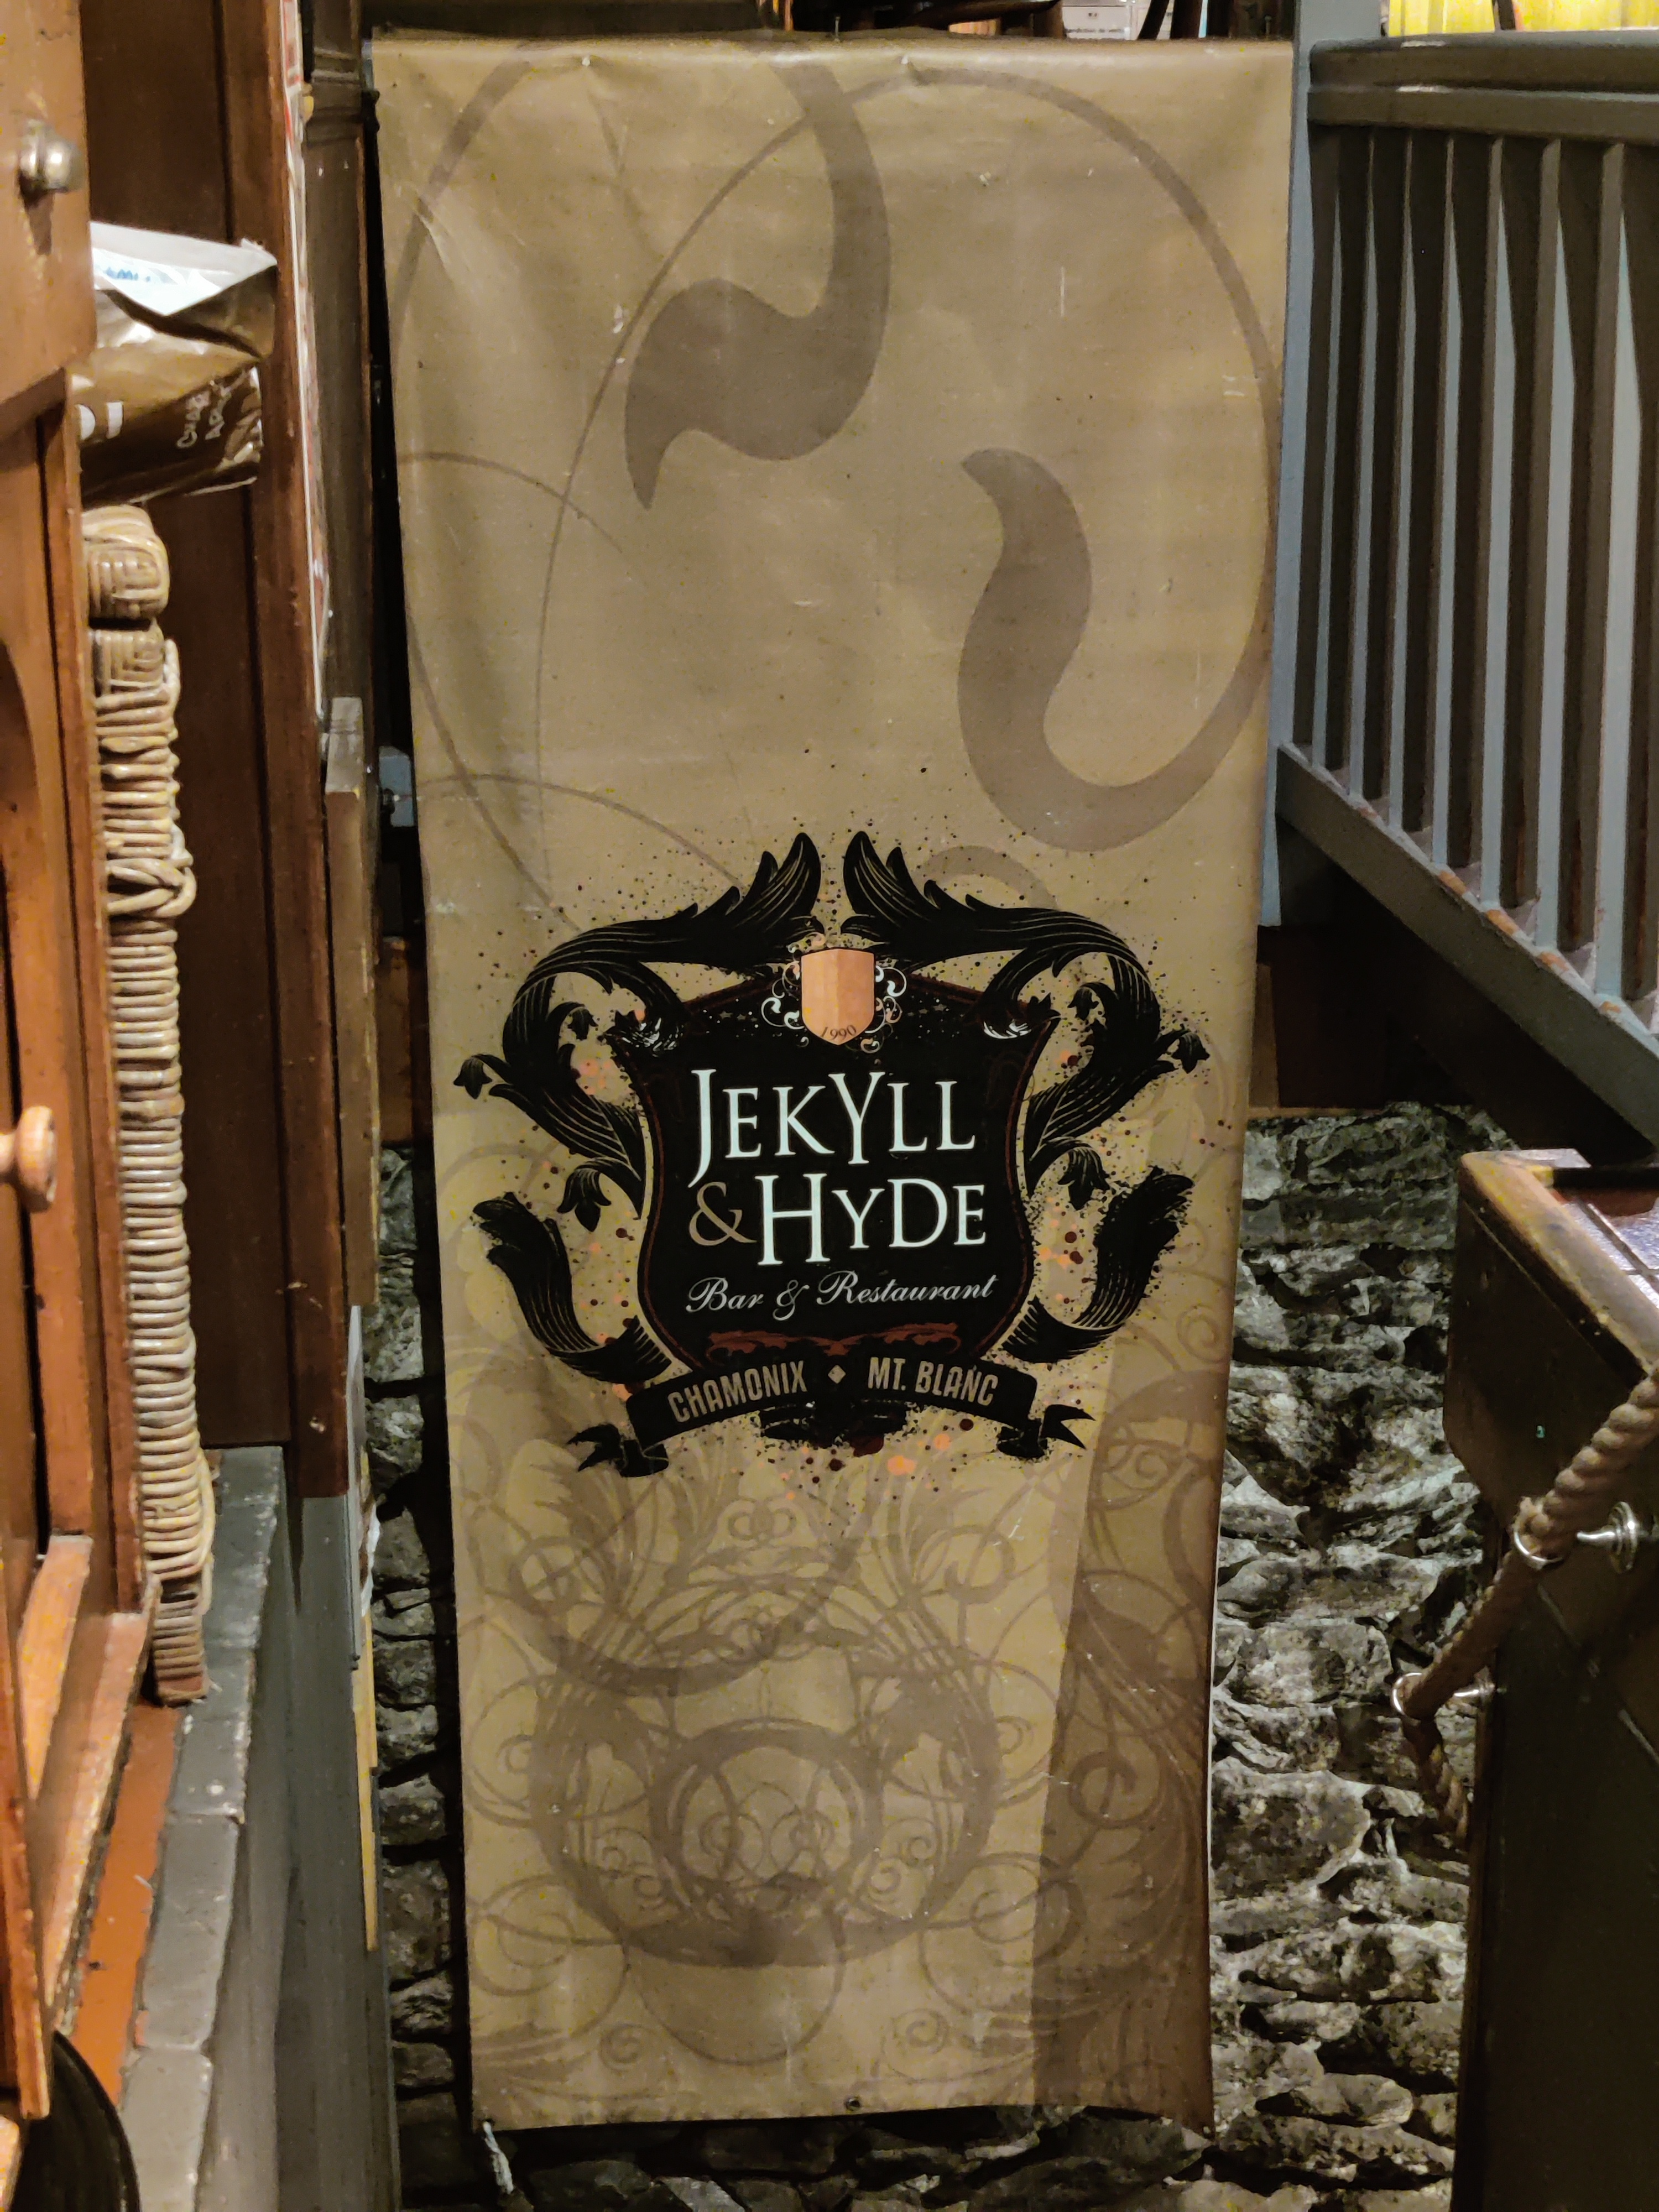 1990
JEKYLL
& HYDE
Bar & Restaurant
CHAMONIX MT. BLANC